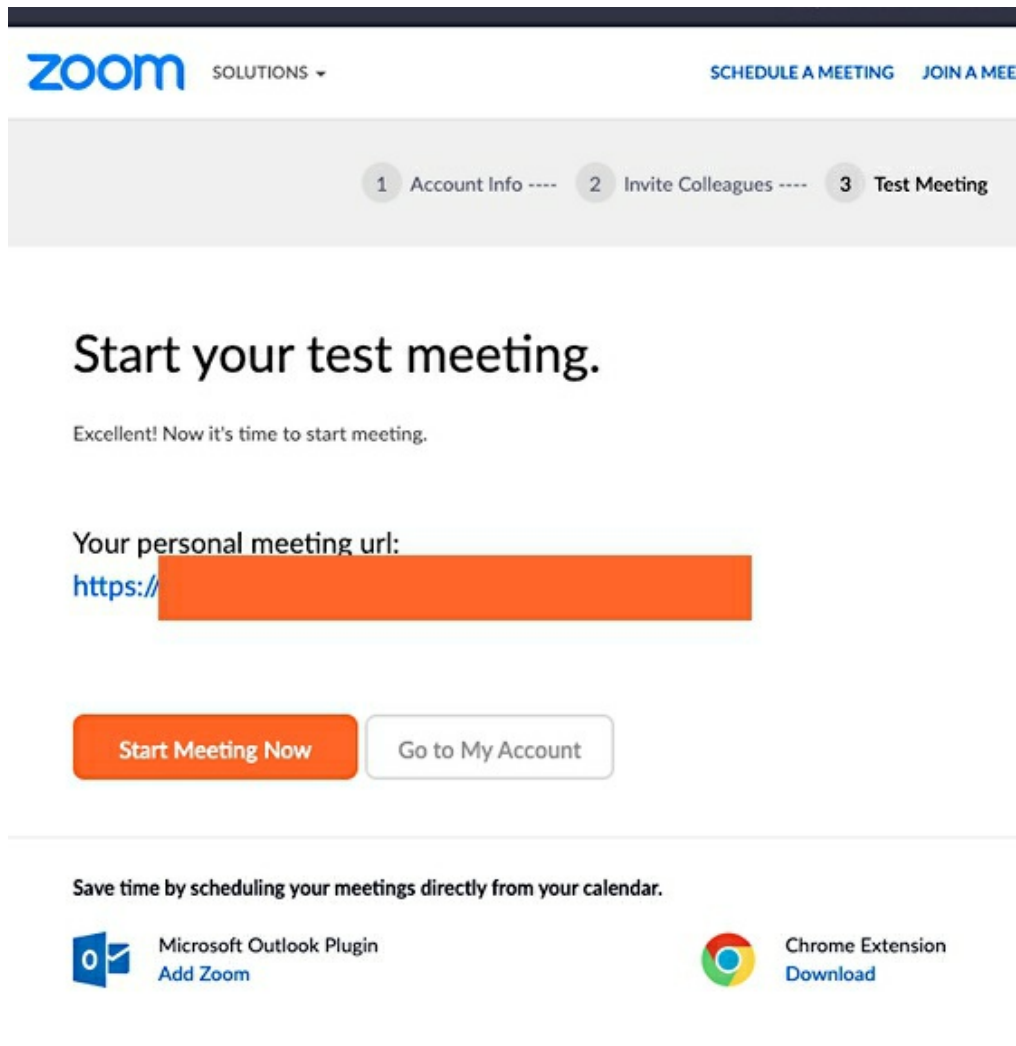 zoom SOLUTIONS SCHEDULE A MEETING JOIN A MEE
1 Account Info ---- 2 Invite Colleagues ---- 3 Test Meeting
Start your test meeting.
Excellent! Now it's time to start meeting.
Your personal meeting url:
https://
Start Meeting Now Go to My Account
Save time by scheduling your meetings directly from your calendar.
Microsoft Outlook Plugin Chrome Extension
Add Zoom Download